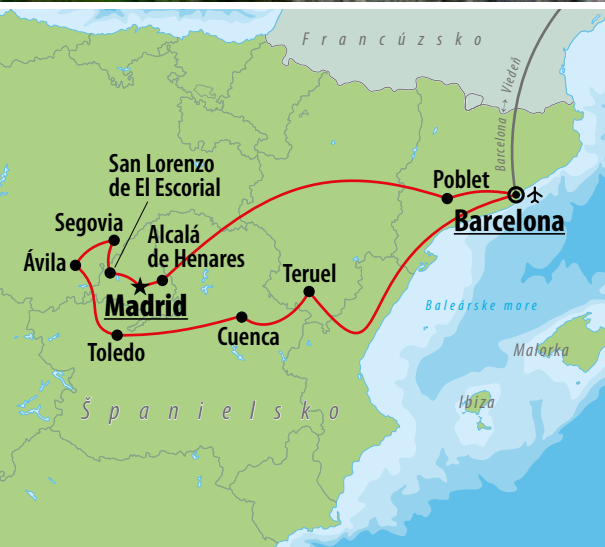 Francúzsko
Barcelona ↔ Viedeň
San Lorenzo
de El Escorial
Poblet
Barcelona
Segovia
Alcalá
de Henares
Ávila
Teruel
Madrid
Baleárske more
Cuenca
Toledo
Malorka
Ibiza
Španielsko